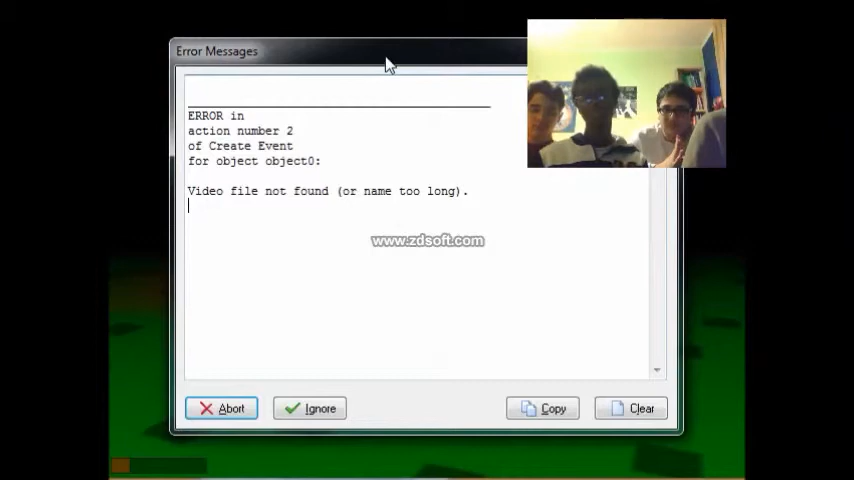 Error Messages
ERROR in
action number 2
of Create Event
for object object0:
Video file not found (or name too long).
www.zdsoft.com
Abort
Ignore
Copy
Clear